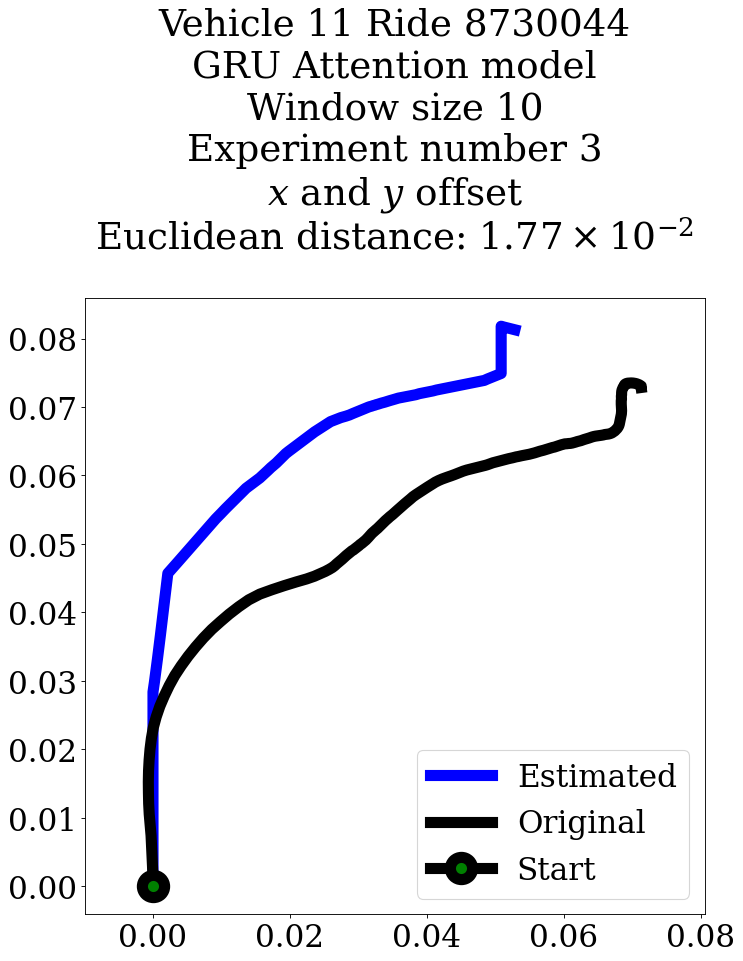 Vehicle 11 Ride 8730044
GRU Attention model
Window size 10
Experiment number 3
x and y offset
Euclidean distance: 1.77 × 10⁻²
0.08
0.07
0.06
0.05
0.04
0.03
0.02
0.01
0.00
Estimated
Original
Start
0.00 0.02 0.04 0.06 0.08